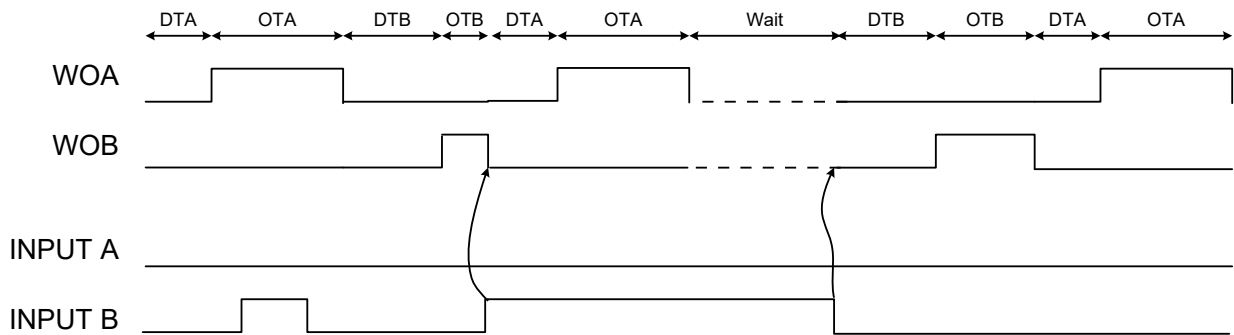 DTA OTA DTB OTB DTA OTA Wait DTB OTB DTA OTA
WOA
WOB
INPUT A
INPUT B